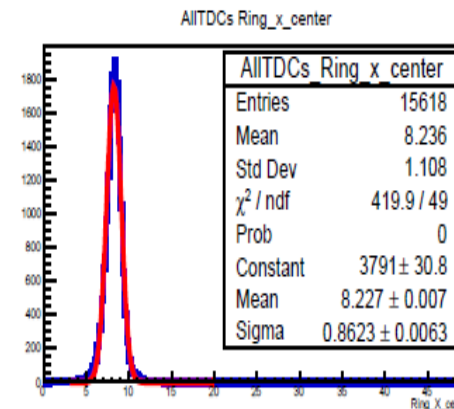 AllTDCs Ring_x_center
AllTDCs_Ring_x_center
Entries 15618
Mean 8.236
Std Dev 1.108
χ² / ndf 419.9 / 49
Prob 0
Constant 3791 ± 30.8
Mean 8.227 ± 0.007
Sigma 0.8623 ± 0.0063
1800
1600
1400
1200
1000
800
600
400
200
0
0 5 10 15 20 25 30 35 40 45
Ring_X_ce